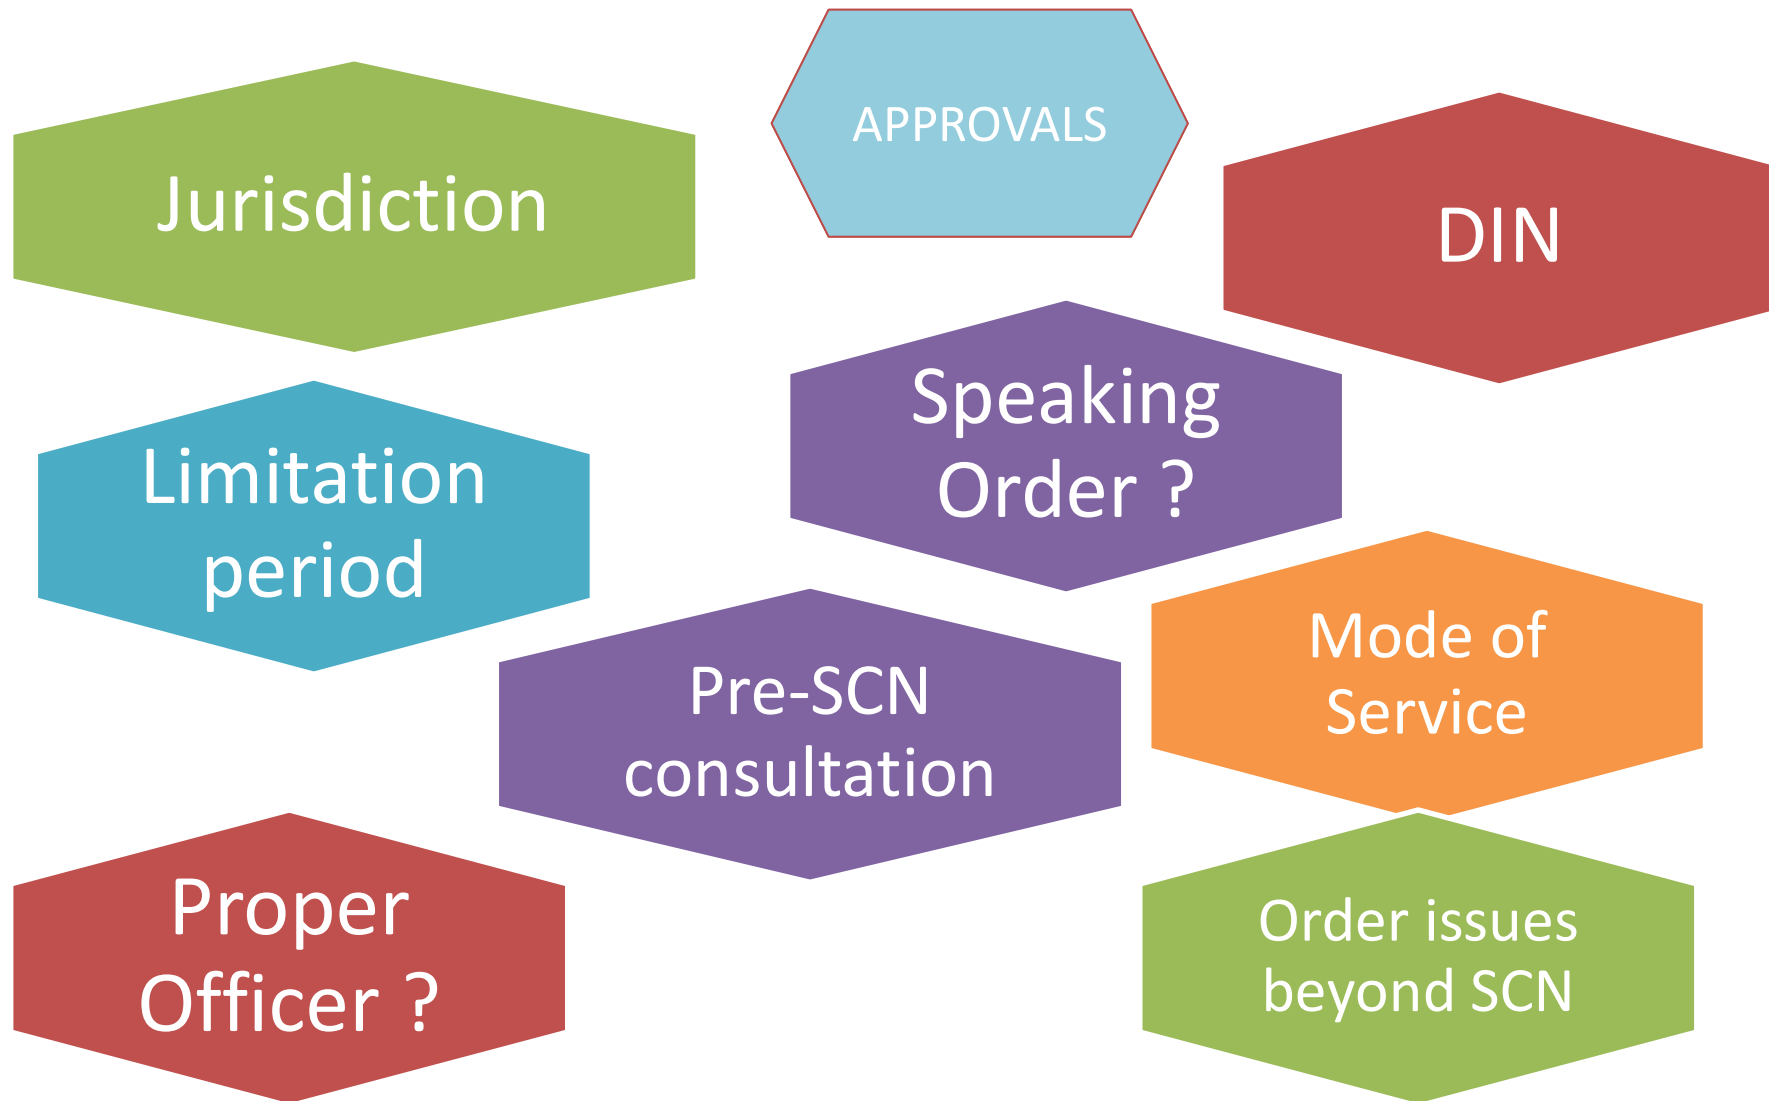 Jurisdiction
APPROVALS
DIN
Limitation
period
Speaking
Order ?
Pre-SCN
consultation
Mode of
Service
Proper
Officer ?
Order issues
beyond SCN